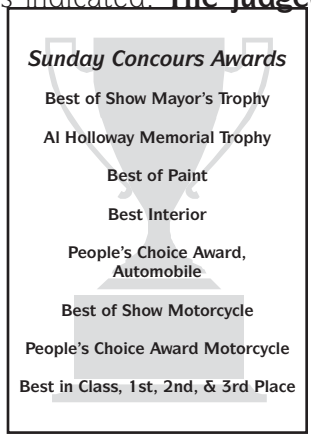 s indicated. The judge
Sunday Concours Awards
Best of Show Mayor's Trophy
Al Holloway Memorial Trophy
Best of Paint
Best Interior
People's Choice Award,
Automobile
Best of Show Motorcycle
People's Choice Award Motorcycle
Best in Class, 1st, 2nd, & 3rd Place